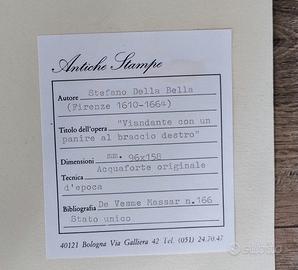 Antiche Stampe
Autore Stefano Della Bella
(Firenze 1610-1664)
Titolo dell'opera "Viandante con un
panire al braccio destro"
Dimensioni mm. 96x158
Tecnica Acquaforte originale
d'epoca
Bibliografia De Vesme Massar n.166
Stato unico
40121 Bologna Via Galliera 42 Tel. (051) 24.70.47
subito